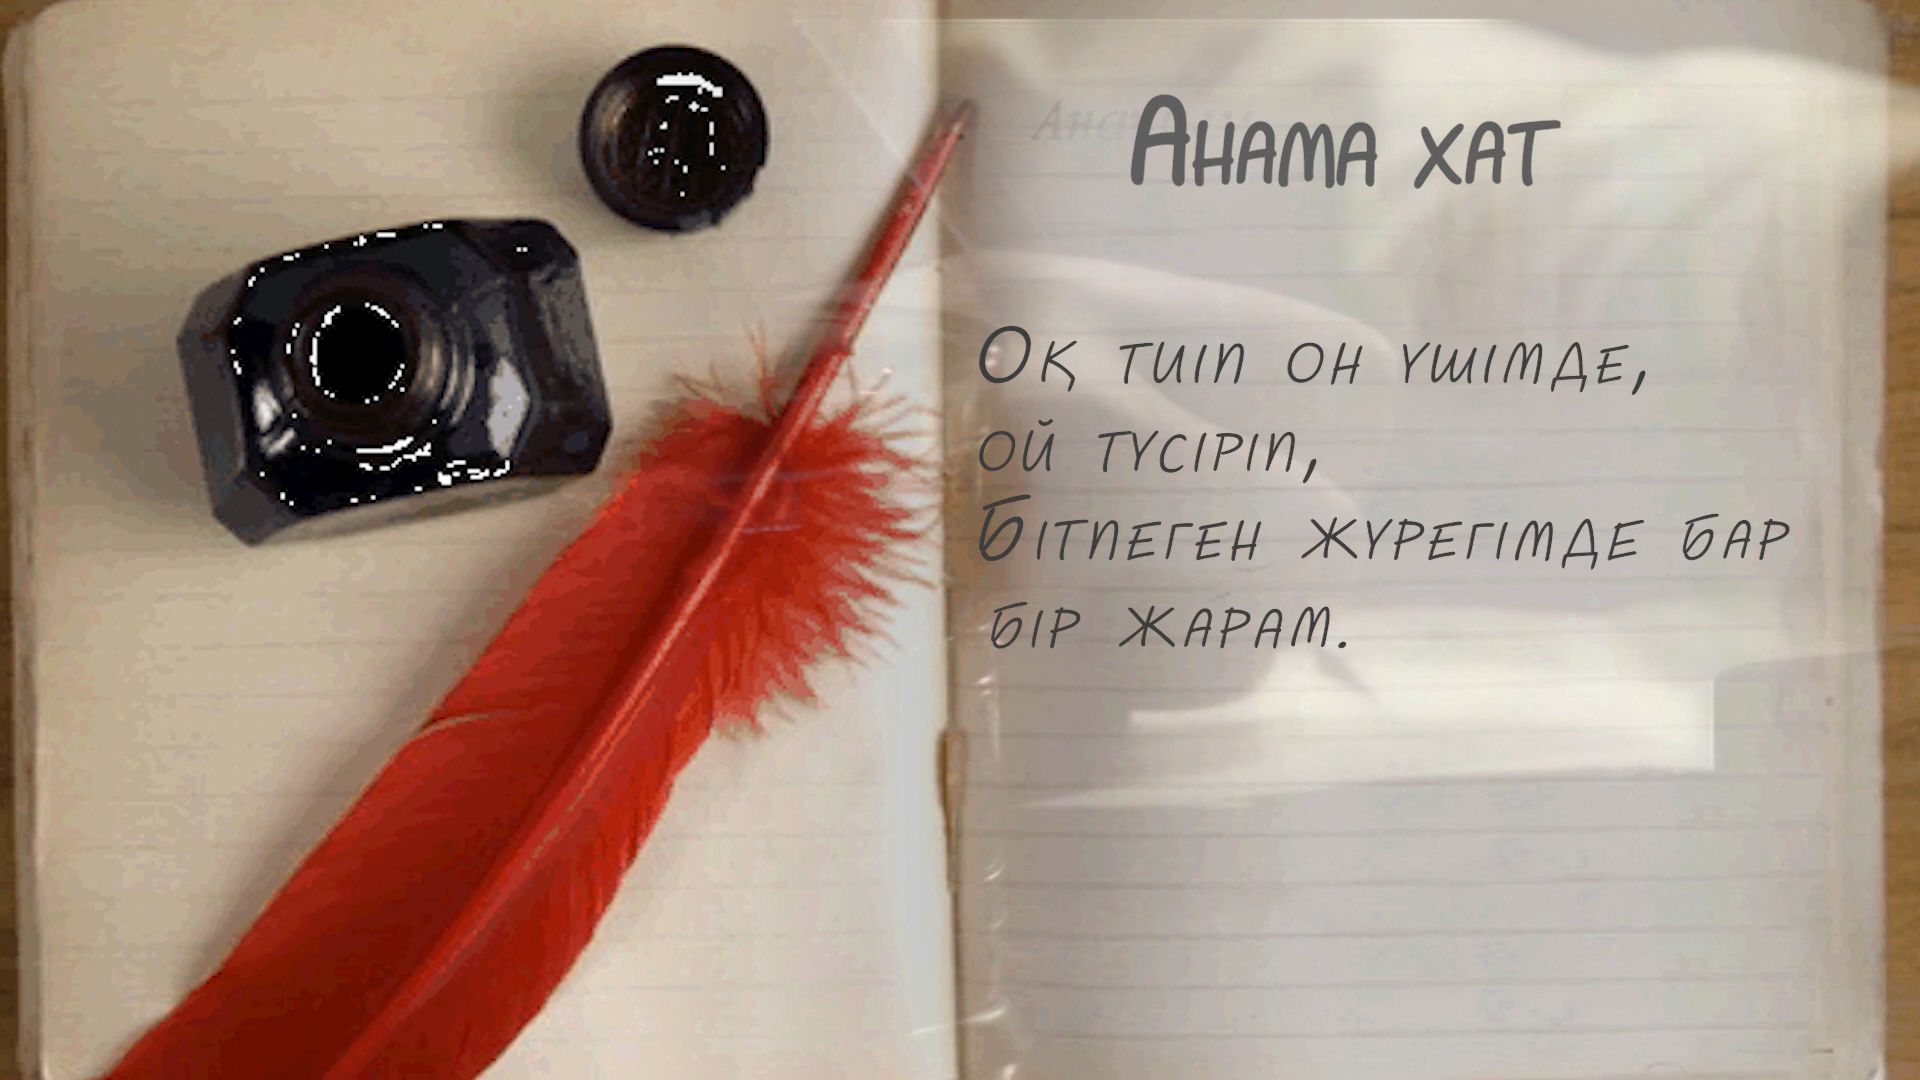 Анама хат
Оқ тиіп он үшімде,
ой түсіріп,
Бітпеген жүрегімде бар
бір жарам.